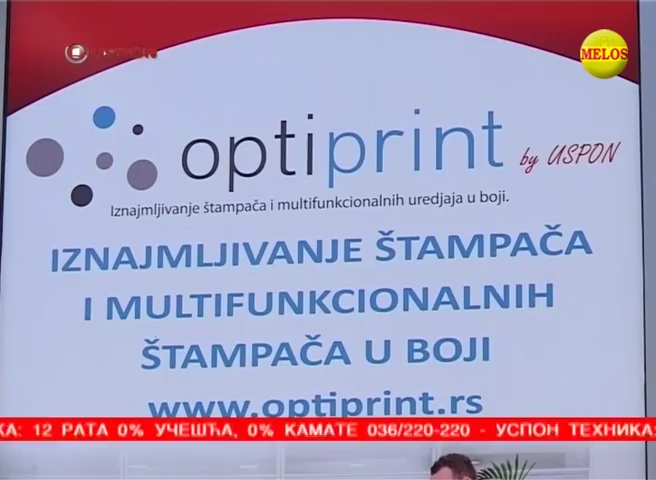 USPON
MELOS
optiprint by USPON
Iznajmljivanje štampača i multifunkcionalnih uredjaja u boji.
IZNAJMLJIVANJE ŠTAMPAČA
I MULTIFUNKCIONALNIH
ŠTAMPAČA U BOJI
www.optiprint.rs
КА: 12 РАТА 0% УЧЕШЋА, 0% КАМАТЕ 036/220-220 - УСПОН ТЕХНИКА: